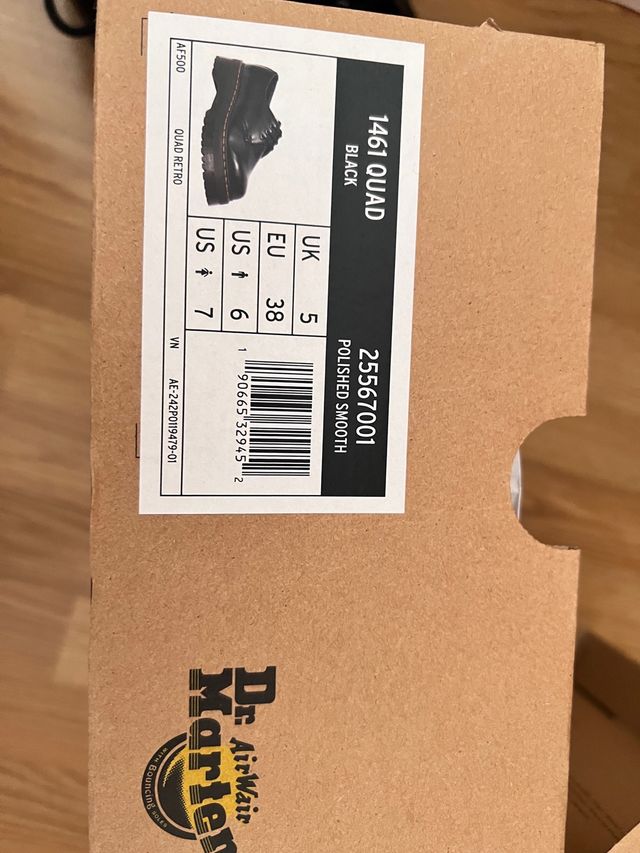 1461 QUAD
BLACK
25567001
POLISHED SMOOTH
UK 5
EU 38
US 6
US 7
1 90665 32945 2
AF500 QUAD RETRO VN AE-242P0119479-01
Dr. AirWair
Marten
WITH Bouncing SOLES